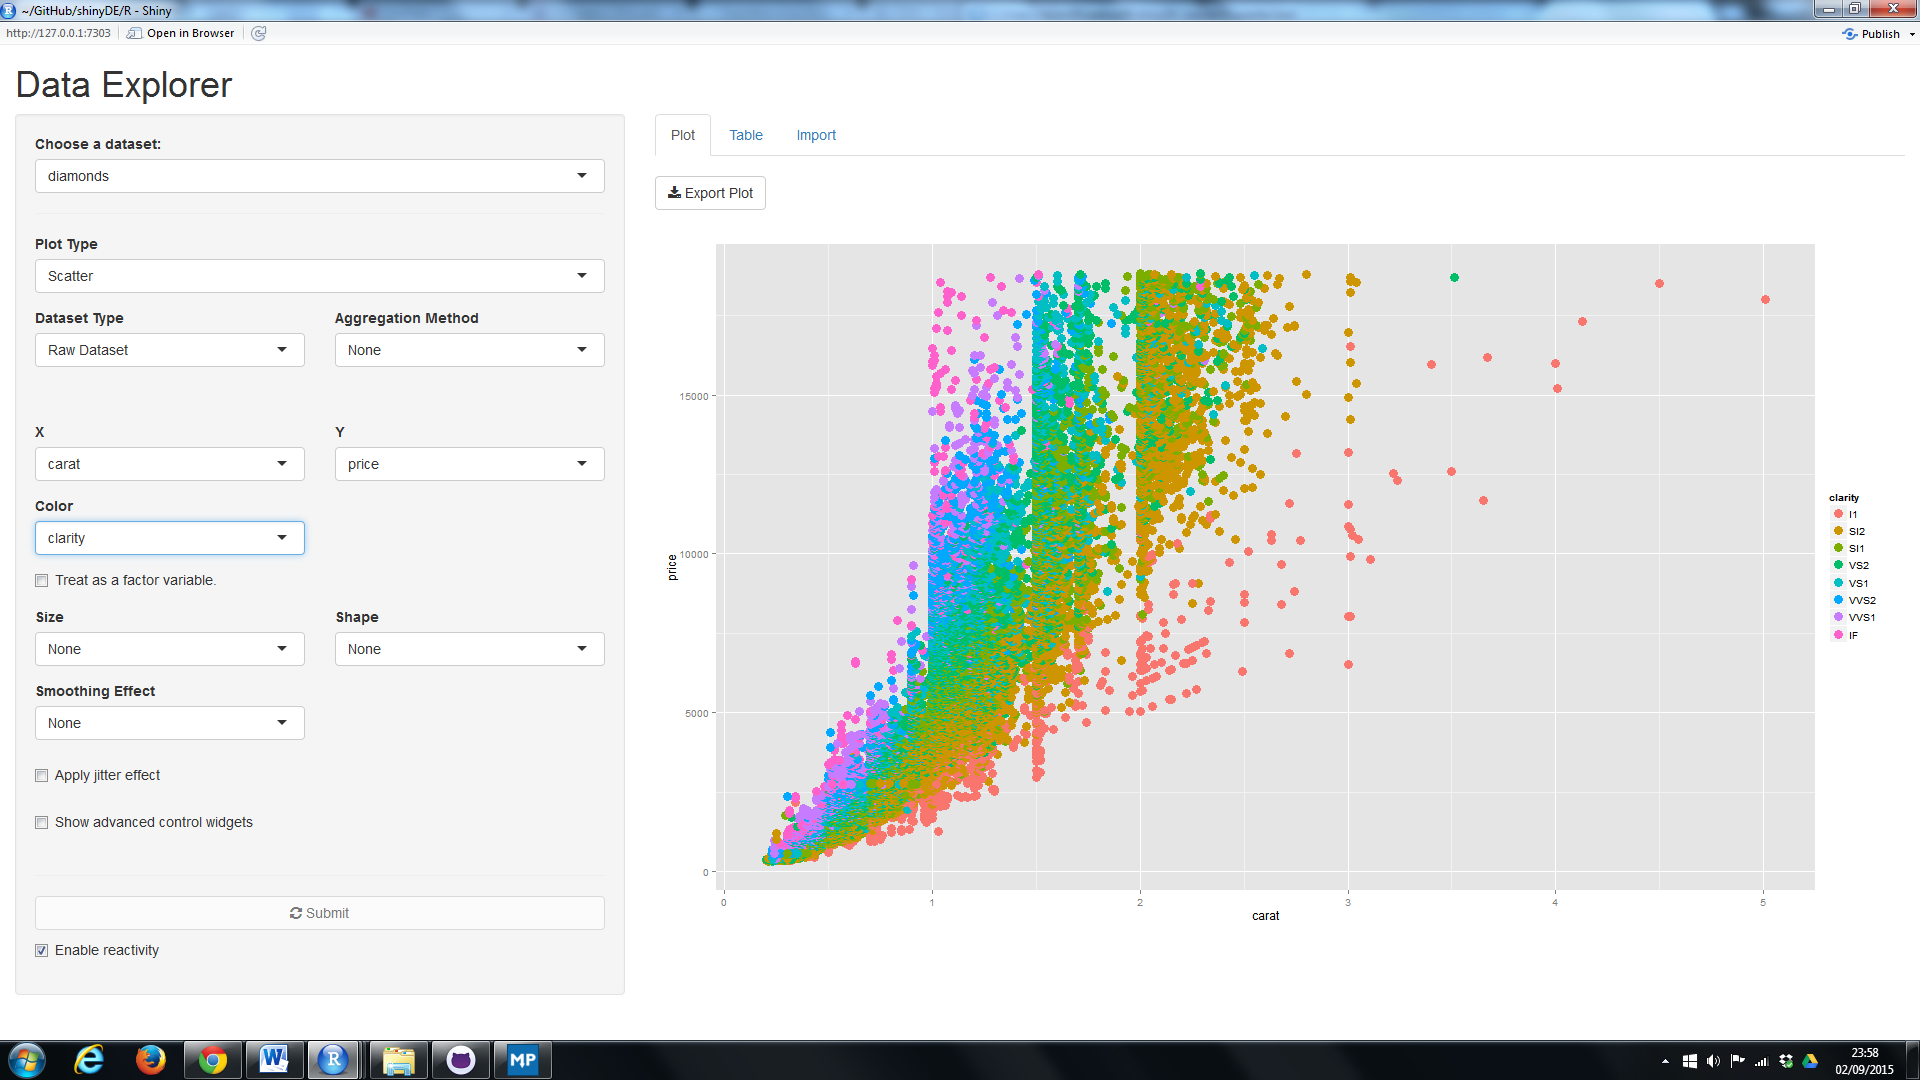 ~/GitHub/shinyDE/R - Shiny
http://127.0.0.1:7303 Open in Browser Publish
Data Explorer
Choose a dataset:
diamonds
Plot Type
Scatter
Dataset Type Aggregation Method
Raw Dataset None
X Y
carat price
Color
clarity
Treat as a factor variable.
Size Shape
None None
Smoothing Effect
None
Apply jitter effect
Show advanced control widgets
Submit
Enable reactivity
Plot Table Import
Export Plot
price
15000
10000
5000
0
0 1 2 3 4 5
carat
clarity
I1
SI2
SI1
VS2
VS1
VVS2
VVS1
IF
MP
23:58
02/09/2015